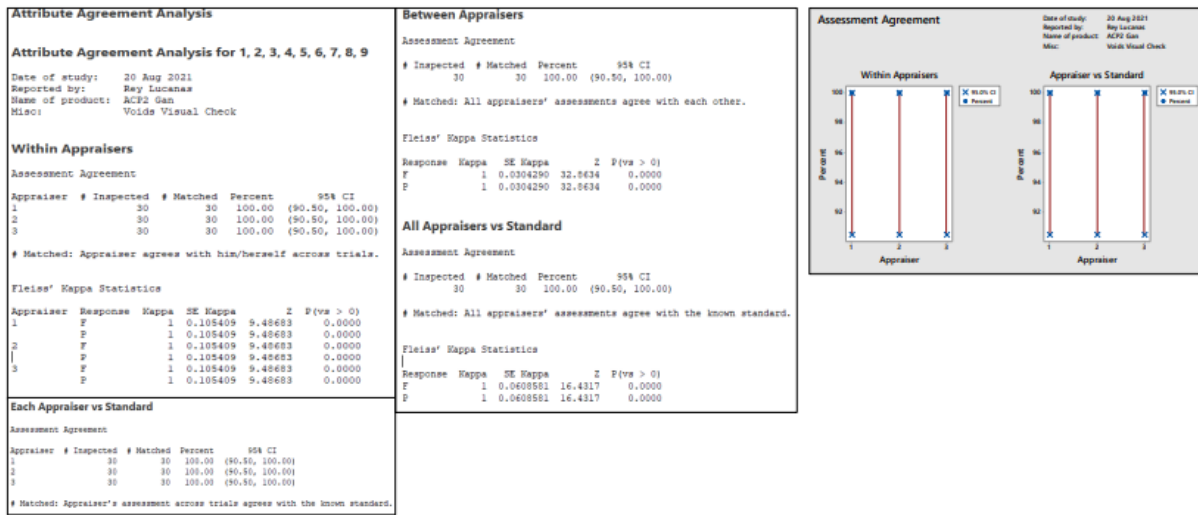 Attribute Agreement Analysis
Attribute Agreement Analysis for 1, 2, 3, 4, 5, 6, 7, 8, 9
Date of study: 20 Aug 2021
Reported by: Rey Lucanas
Name of product: ACP2 Gan
Misc: Voids Visual Check
Within Appraisers
Assessment Agreement
Appraiser # Inspected # Matched Percent 95% CI
1 30 30 100.00 (90.50, 100.00)
2 30 30 100.00 (90.50, 100.00)
3 30 30 100.00 (90.50, 100.00)
# Matched: Appraiser agrees with him/herself across trials.
Fleiss' Kappa Statistics
Appraiser Response Kappa SE Kappa Z P(vs > 0)
1 F 1 0.105409 9.48683 0.0000
P 1 0.105409 9.48683 0.0000
2 F 1 0.105409 9.48683 0.0000
P 1 0.105409 9.48683 0.0000
3 F 1 0.105409 9.48683 0.0000
P 1 0.105409 9.48683 0.0000
Each Appraiser vs Standard
Assessment Agreement
Appraiser # Inspected # Matched Percent 95% CI
1 30 30 100.00 (90.50, 100.00)
2 30 30 100.00 (90.50, 100.00)
3 30 30 100.00 (90.50, 100.00)
# Matched: Appraiser's assessment across trials agrees with the known standard.
Between Appraisers
Assessment Agreement
# Inspected # Matched Percent 95% CI
30 30 100.00 (90.50, 100.00)
# Matched: All appraisers' assessments agree with each other.
Fleiss' Kappa Statistics
Response Kappa SE Kappa Z P(vs > 0)
F 1 0.0304290 32.8634 0.0000
P 1 0.0304290 32.8634 0.0000
All Appraisers vs Standard
Assessment Agreement
# Inspected # Matched Percent 95% CI
30 30 100.00 (90.50, 100.00)
# Matched: All appraisers' assessments agree with the known standard.
Fleiss' Kappa Statistics
Response Kappa SE Kappa Z P(vs > 0)
F 1 0.0608581 16.4317 0.0000
P 1 0.0608581 16.4317 0.0000
Assessment Agreement
Date of study: 20 Aug 2021
Reported by: Rey Lucanas
Name of product: ACP2 Gan
Misc: Voids Visual Check
Within Appraisers
95.0% CI
Percent
100
98
96
94
92
Percent
1 2 3
Appraiser
Appraiser vs Standard
95.0% CI
Percent
100
98
96
94
92
Percent
1 2 3
Appraiser